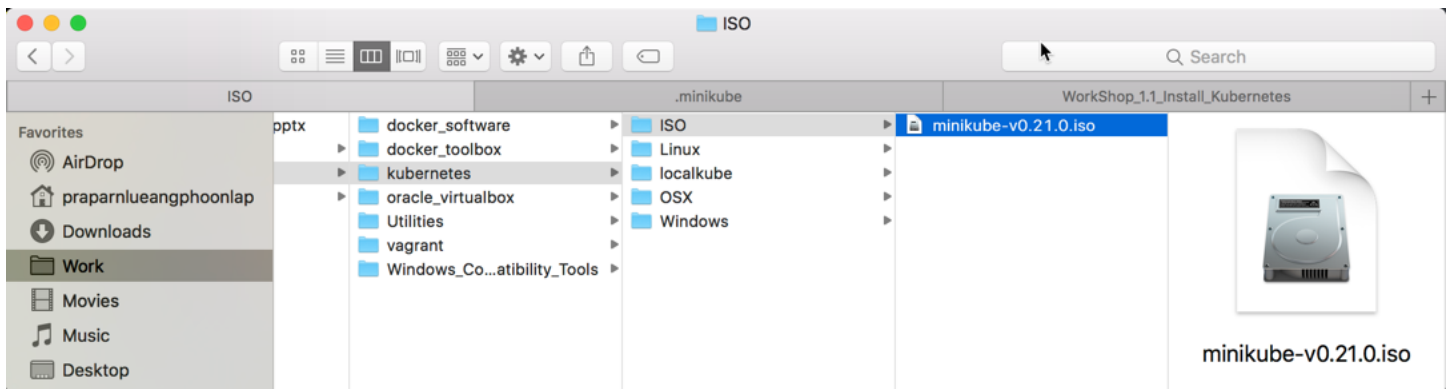 ISO
Search
ISO
.minikube
WorkShop_1.1_Install_Kubernetes
+
Favorites
AirDrop
praparnlueangphoonlap
Downloads
Work
Movies
Music
Desktop
pptx
docker_software
docker_toolbox
kubernetes
oracle_virtualbox
Utilities
vagrant
Windows_Co...atibility_Tools
ISO
Linux
localkube
OSX
Windows
minikube-v0.21.0.iso
minikube-v0.21.0.iso